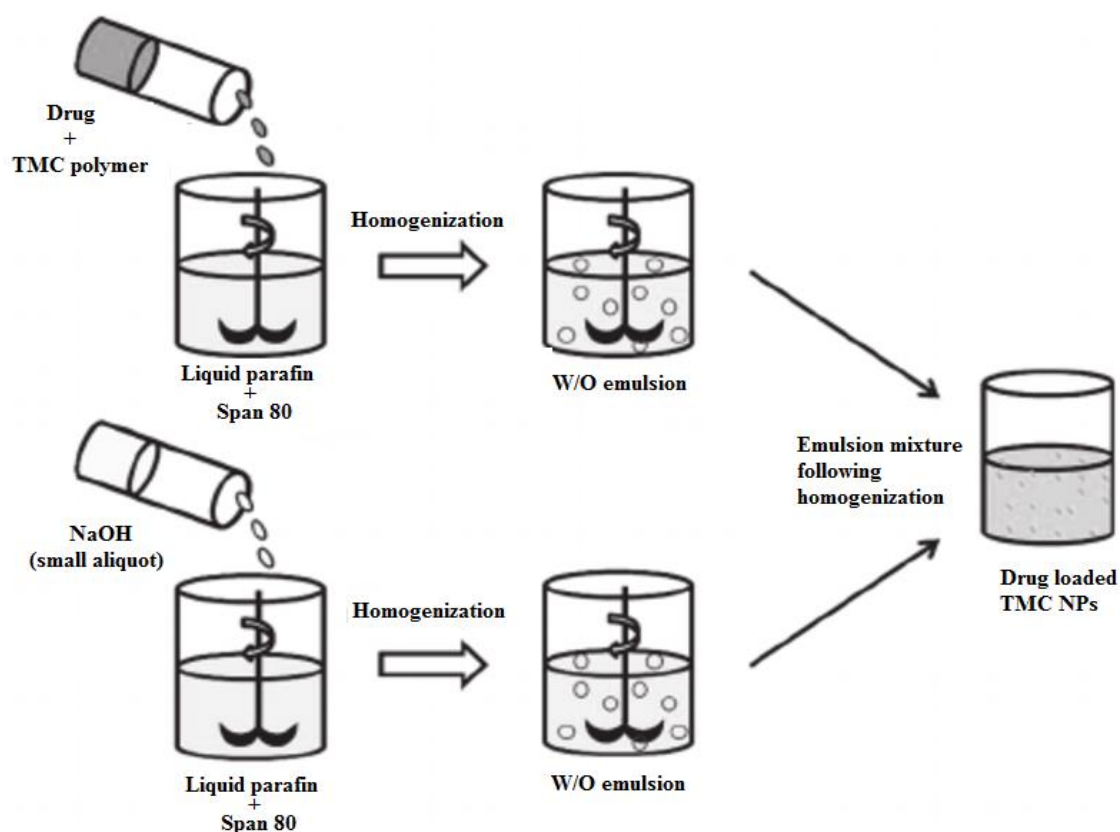 Drug
+
TMC polymer
Homogenization
Liquid parafin
+
Span 80
W/O emulsion
NaOH
(small aliquot)
Homogenization
Liquid parafin
+
Span 80
W/O emulsion
Emulsion mixture
following
homogenization
Drug loaded
TMC NPs